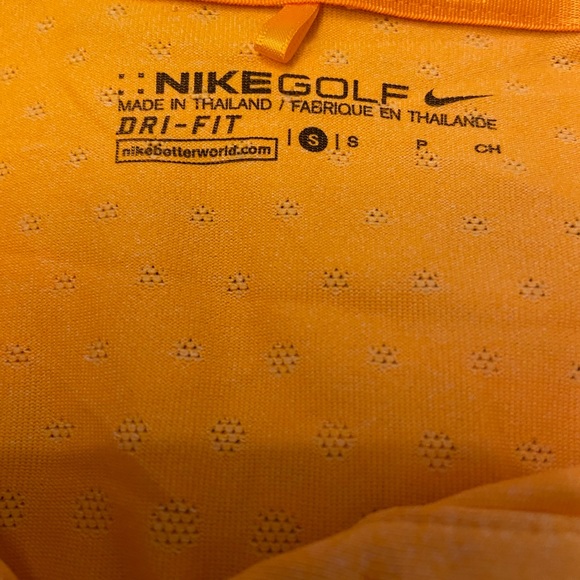 NIKEGOLF
MADE IN THAILAND / FABRIQUE EN THAILANDE
DRI-FIT
nikebetterworld.com
| S | S P CH